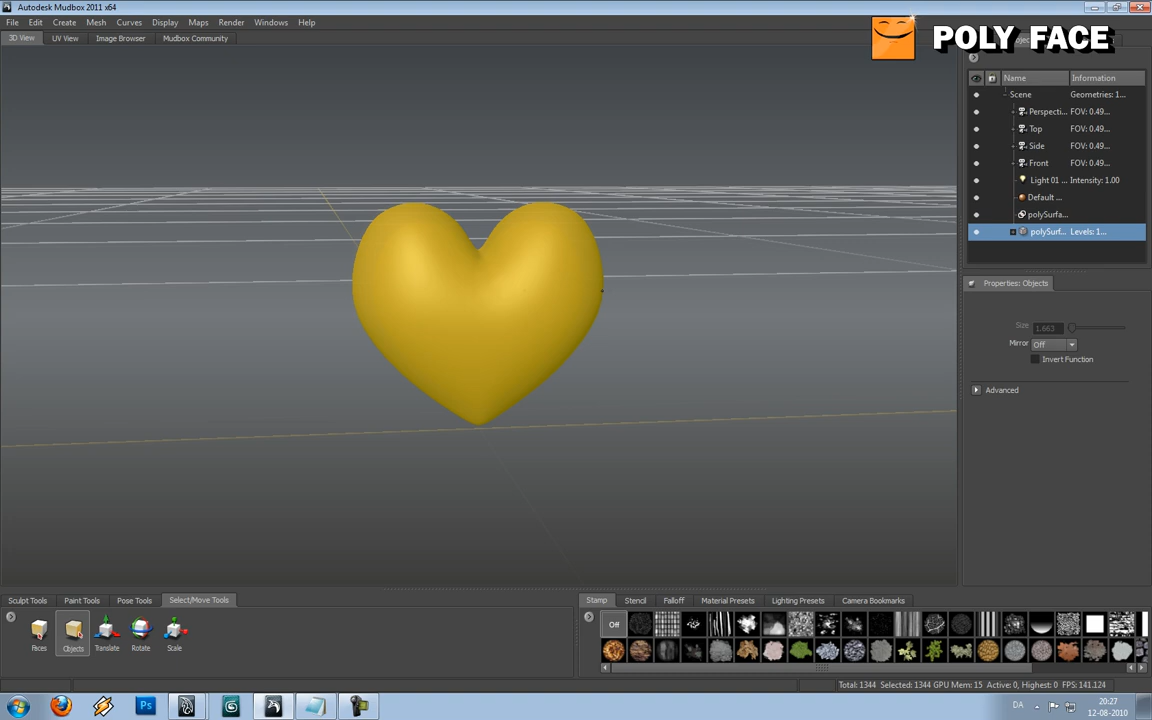 Autodesk Mudbox 2011 x64
File Edit Create Mesh Curves Display Maps Render Windows Help
3D View UV View Image Browser Mudbox Community
POLY FACE
Name Information
Scene Geometries: 1...
Perspecti... FOV: 0.49...
Top FOV: 0.49...
Side FOV: 0.49...
Front FOV: 0.49...
Light 01 ... Intensity: 1.00
Default ...
polySurfa...
polySurf... Levels: 1...
Properties: Objects
Size 1.663
Mirror Off
Invert Function
Advanced
Sculpt Tools Paint Tools Pose Tools Select/Move Tools
Faces Objects Translate Rotate Scale
Stamp Stencil Falloff Material Presets Lighting Presets Camera Bookmarks
Off
Total: 1344 Selected: 1344 GPU Mem: 15 Active: 0, Highest: 0 FPS: 141.124
Ps
DA
20:27
12-08-2010